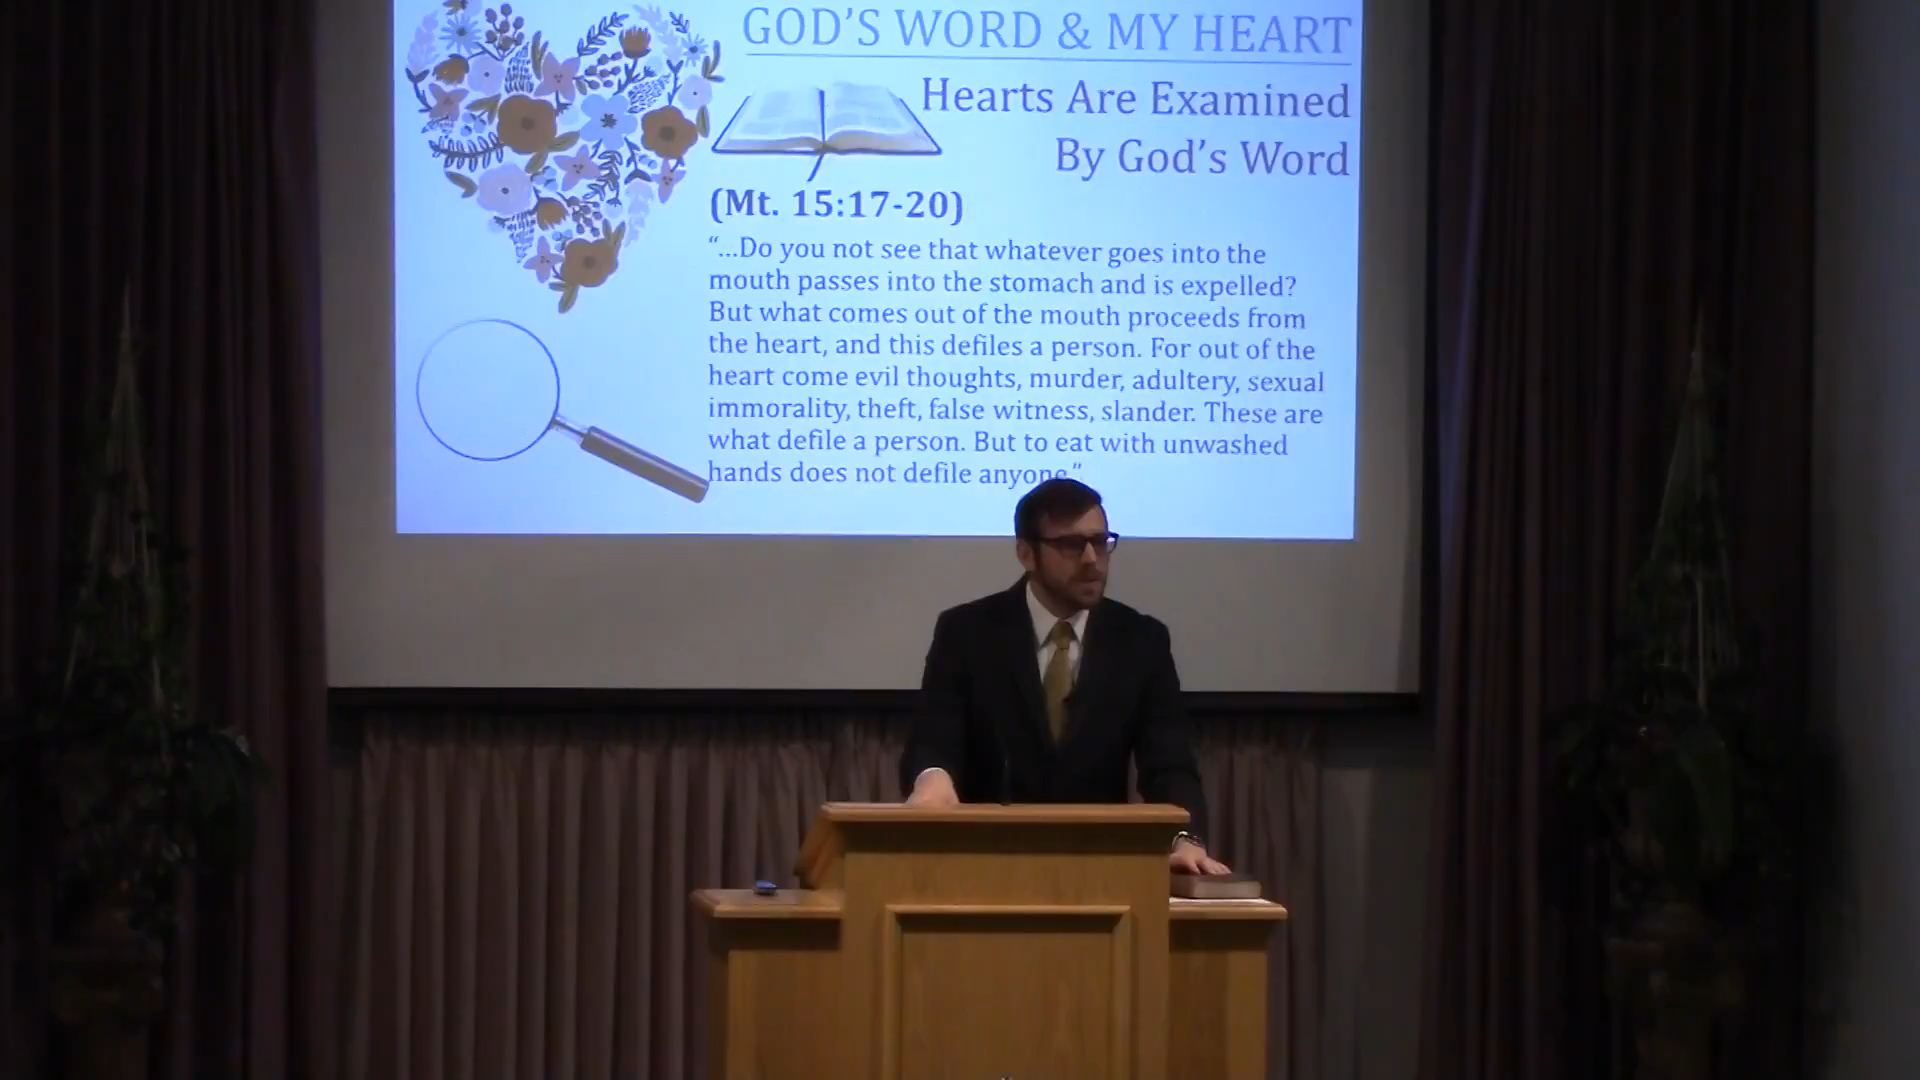 GOD'S WORD & MY HEART
Hearts Are Examined
By God's Word
(Mt. 15:17-20)
“...Do you not see that whatever goes into the
mouth passes into the stomach and is expelled?
But what comes out of the mouth proceeds from
the heart, and this defiles a person. For out of the
heart come evil thoughts, murder, adultery, sexual
immorality, theft, false witness, slander. These are
what defile a person. But to eat with unwashed
hands does not defile anyone.”